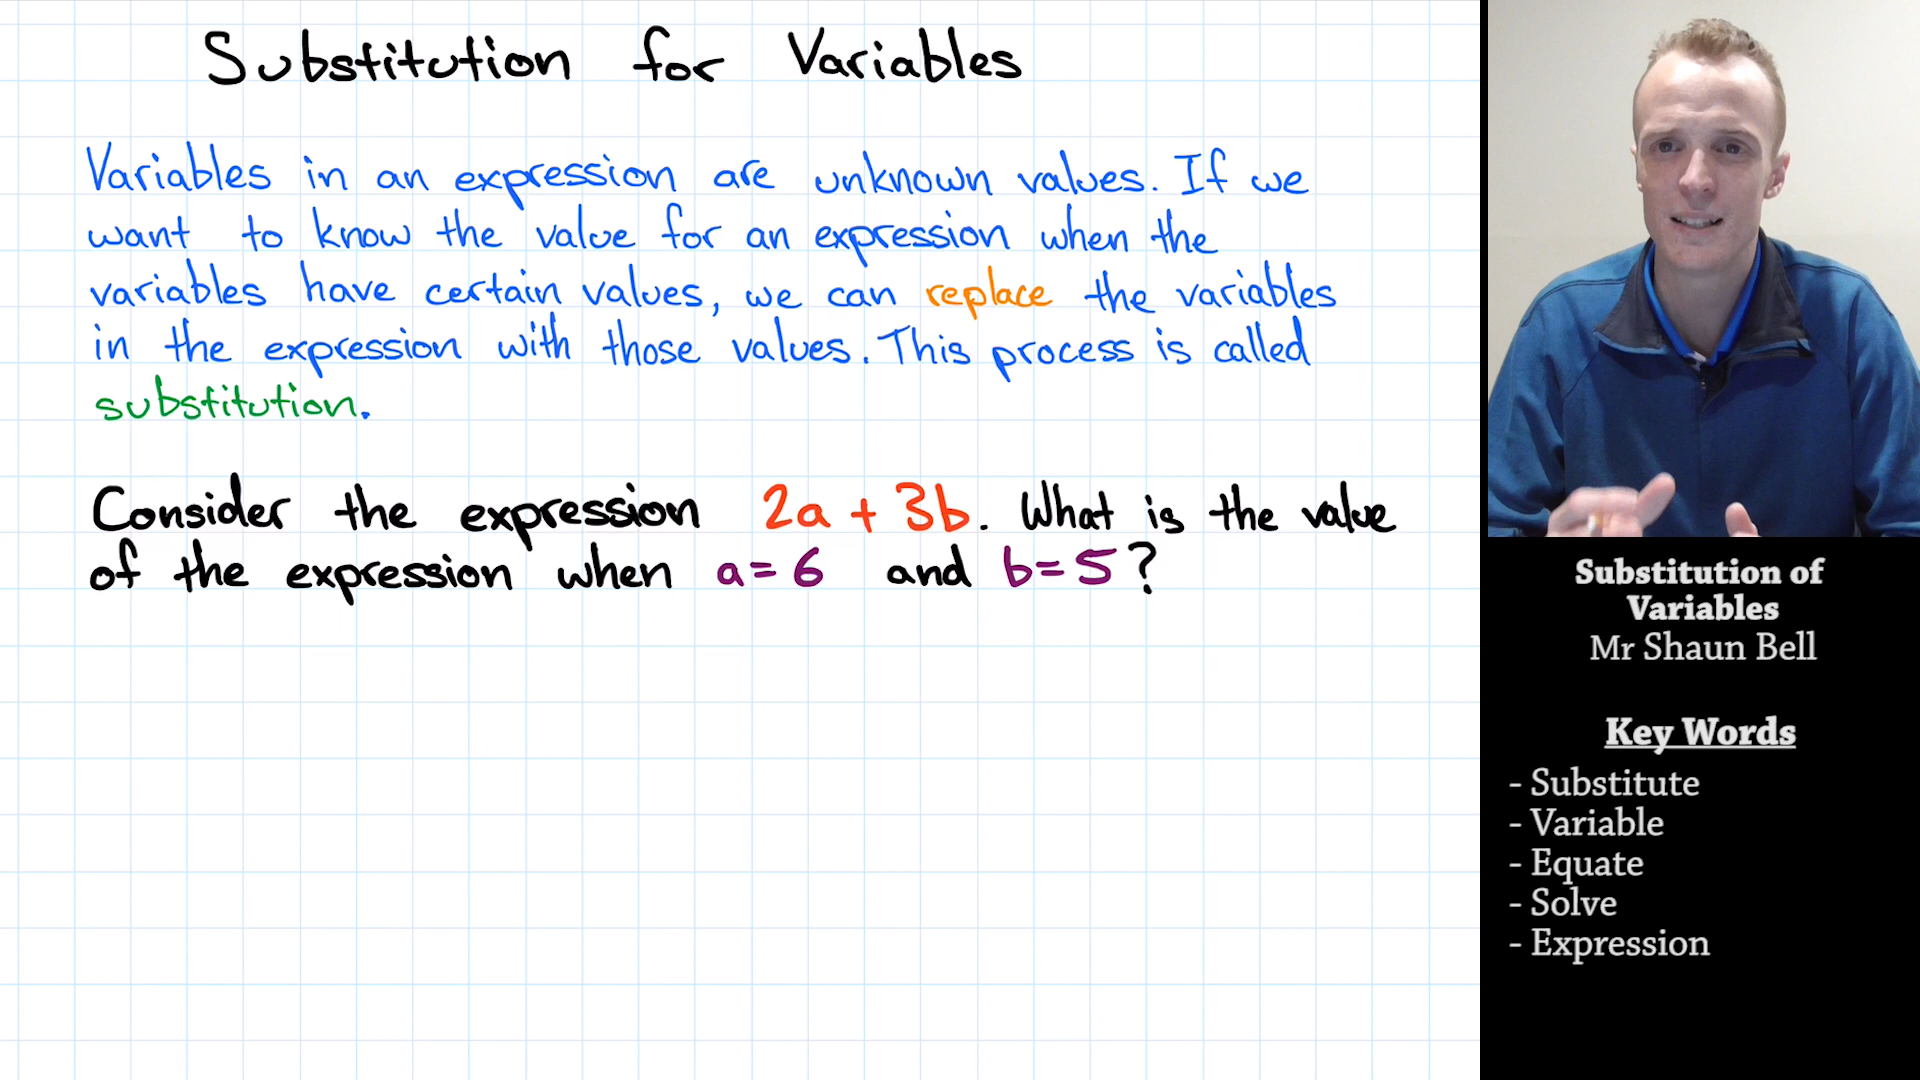 Substitution for Variables
Variables in an expression are unknown values. If we
want to know the value for an expression when the
variables have certain values, we can replace the variables
in the expression with those values. This process is called
substitution.
Consider the expression 2a + 3b. What is the value
of the expression when a = 6 and b = 5?
Substitution of
Variables
Mr Shaun Bell
Key Words
- Substitute
- Variable
- Equate
- Solve
- Expression